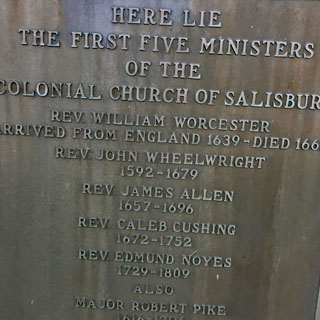 HERE LIE
THE FIRST FIVE MINISTERS
OF THE
COLONIAL CHURCH OF SALISBUR
REV. WILLIAM WORCESTER
ARRIVED FROM ENGLAND 1639-DIED 166
REV. JOHN WHEELWRIGHT
1592-1679
REV. JAMES ALLEN
1657-1696
REV. CALEB CUSHING
1672-1752
REV. EDMUND NOYES
1729-1809
ALSO
MAJOR ROBERT PIKE